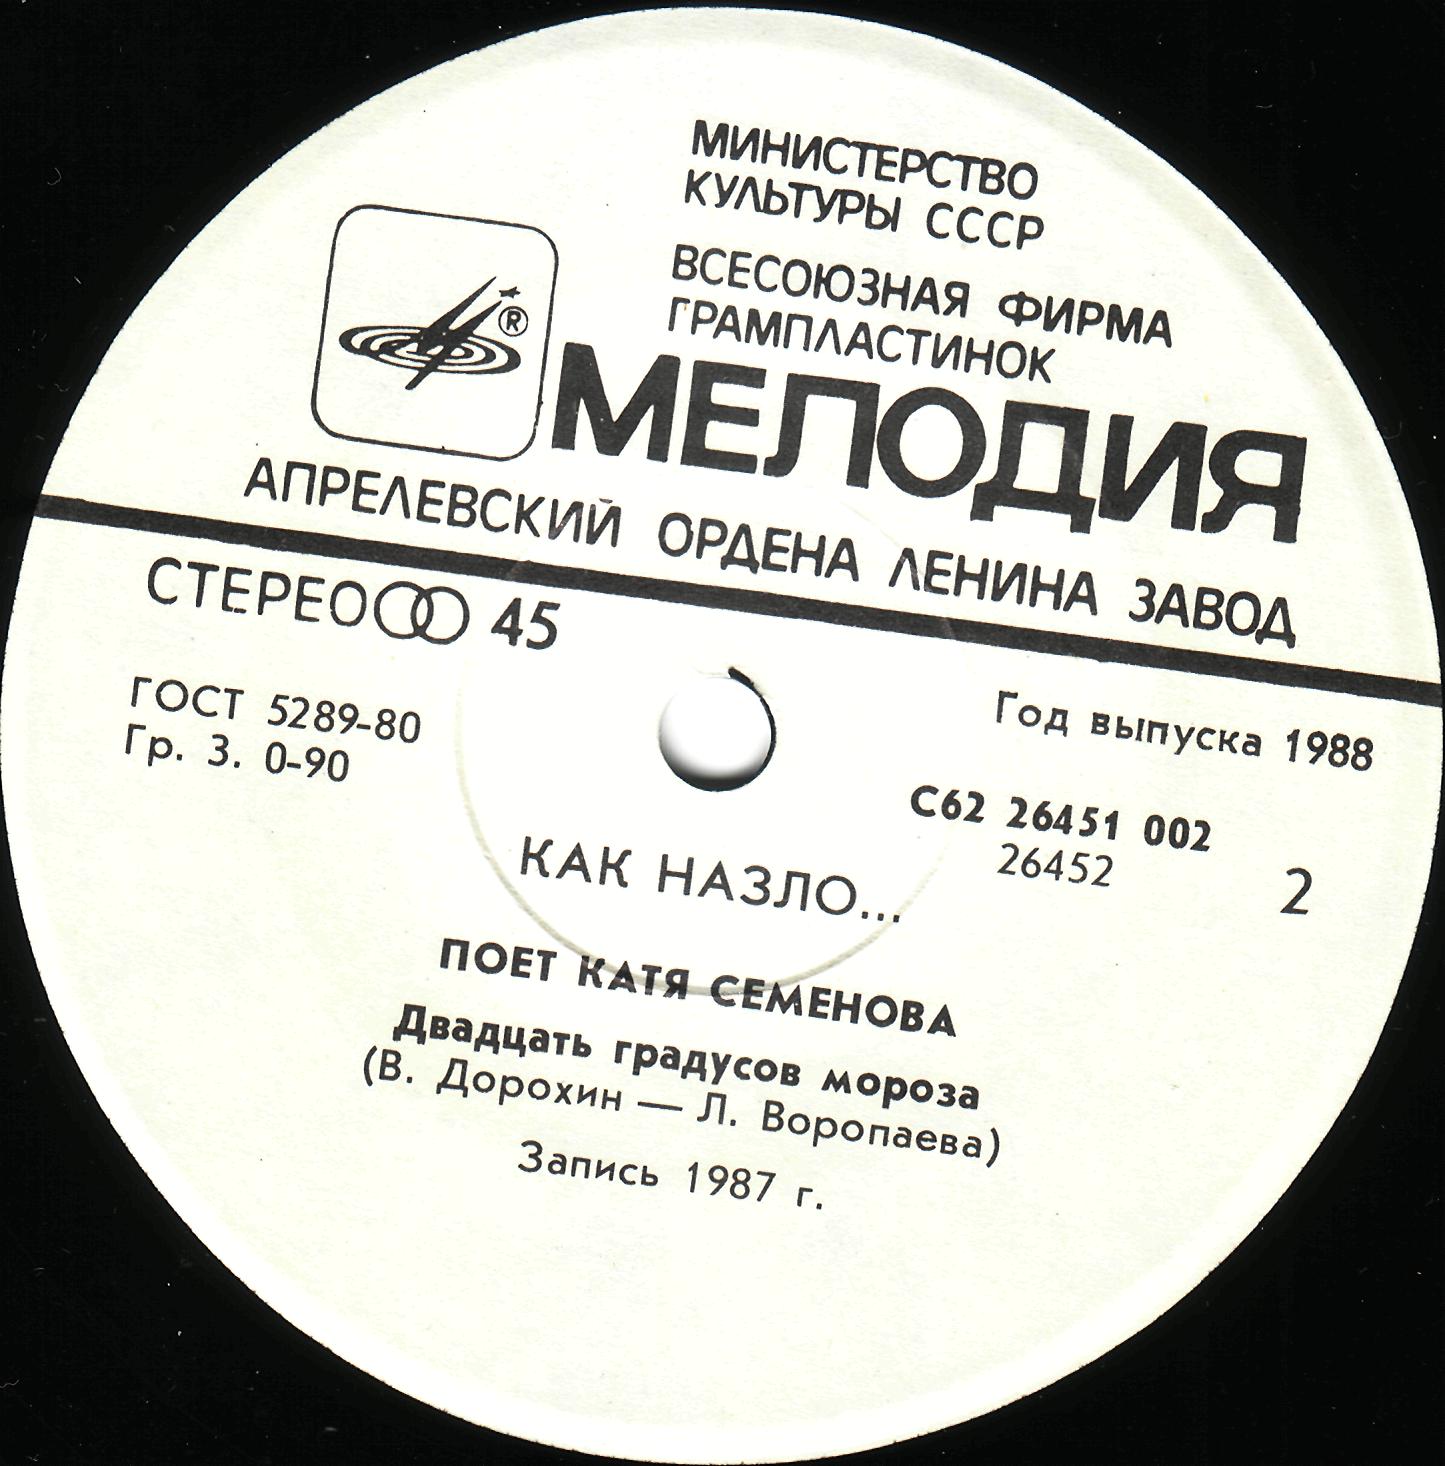 МИНИСТЕРСТВО
КУЛЬТУРЫ СССР
ВСЕСОЮЗНАЯ ФИРМА
ГРАМПЛАСТИНОК
®
МЕЛОДИЯ
АПРЕЛЕВСКИЙ ОРДЕНА ЛЕНИНА ЗАВОД
СТЕРЕО 45
ГОСТ 5289-80
Гр. 3. 0-90
Год выпуска 1988
С62 26451 002
26452
2
КАК НАЗЛО...
ПОЕТ КАТЯ СЕМЕНОВА
Двадцать градусов мороза
(В. Дорохин — Л. Воропаева)
Запись 1987 г.